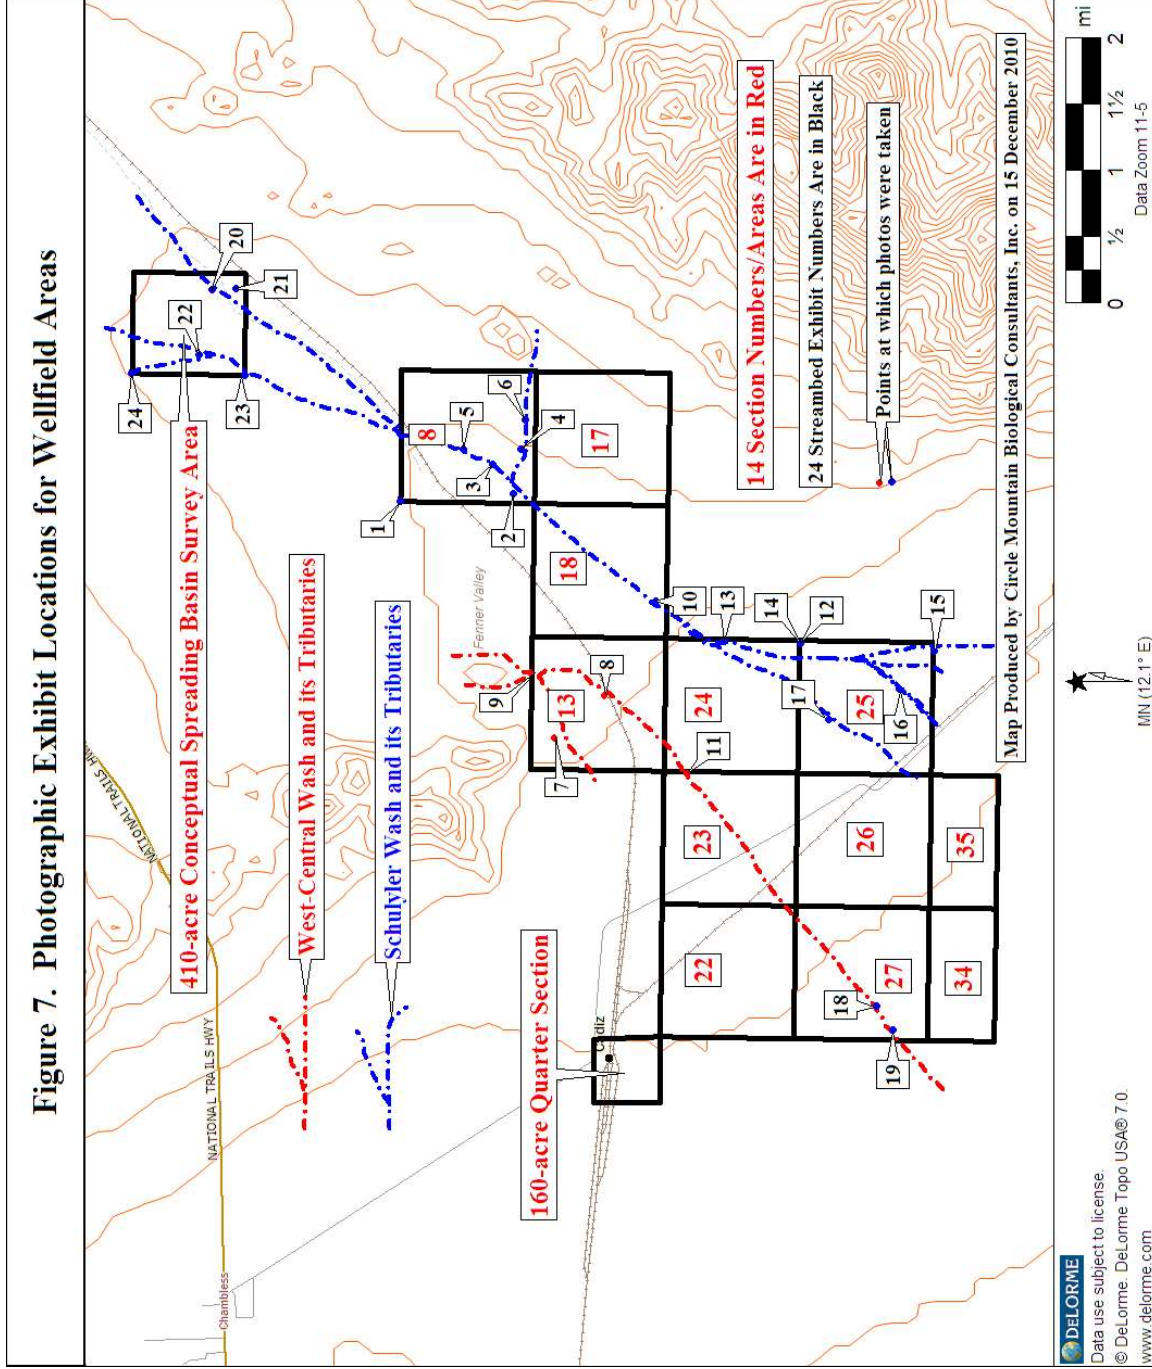 Figure 7. Photographic Exhibit Locations for Wellfield Areas
NATIONAL TRAILS HWY
NATIONAL TRAILS HWY
Chambless
410-acre Conceptual Spreading Basin Survey Area
West-Central Wash and its Tributaries
Schulyler Wash and its Tributaries
160-acre Quarter Section
Cadiz
Fenner Valley
24
22
20
21
23
1
8
3
5
6
2
4
17
18
9
8
13
7
10
13
24
11
14
12
15
17
25
16
23
26
35
22
27
34
18
19
14 Section Numbers/Areas Are in Red
24 Streambed Exhibit Numbers Are in Black
Points at which photos were taken
Map Produced by Circle Mountain Biological Consultants, Inc. on 15 December 2010
DELORME
Data use subject to license.
© DeLorme. DeLorme Topo USA® 7.0.
www.delorme.com
MN (12.1° E)
mi
0 ½ 1 1½ 2
Data Zoom 11-5